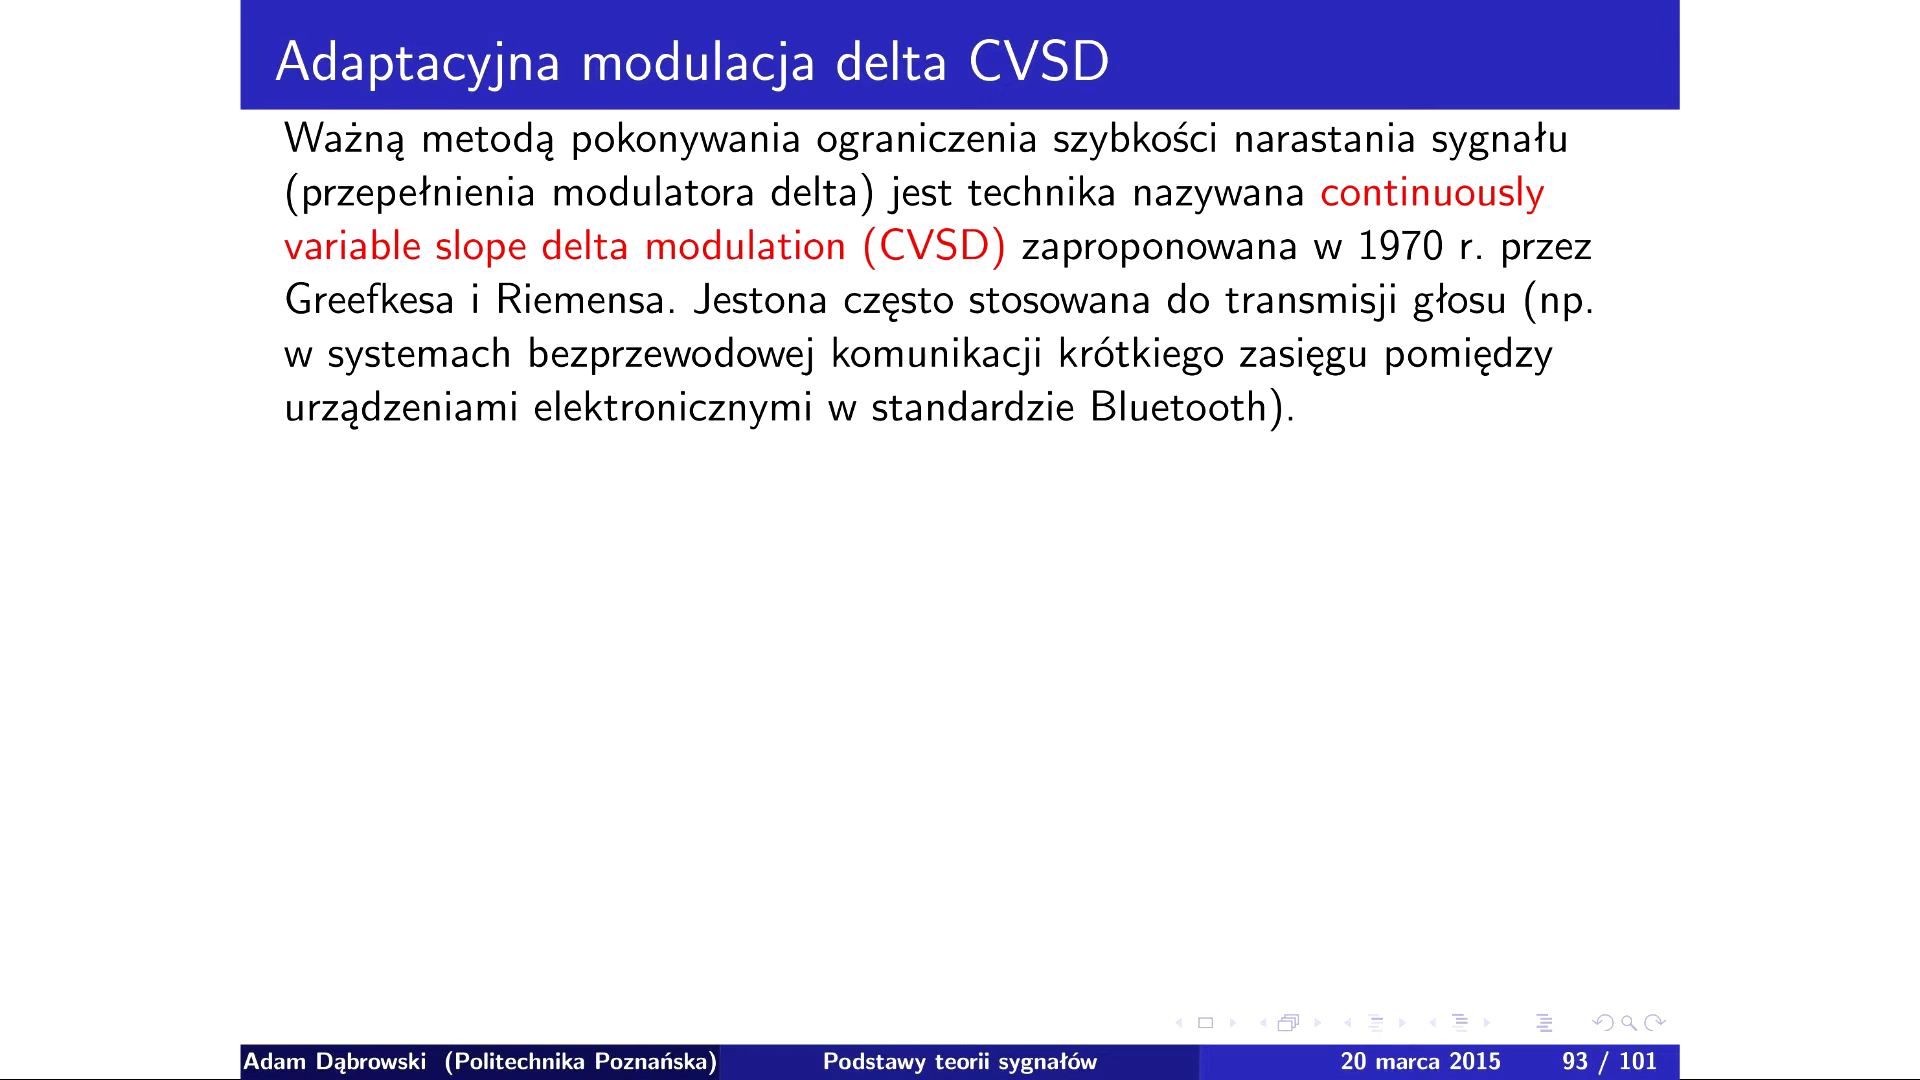 Adaptacyjna modulacja delta CVSD
Ważną metodą pokonywania ograniczenia szybkości narastania sygnału
(przepełnienia modulatora delta) jest technika nazywana continuously
variable slope delta modulation (CVSD) zaproponowana w 1970 r. przez
Greefkesa i Riemensa. Jestona często stosowana do transmisji głosu (np.
w systemach bezprzewodowej komunikacji krótkiego zasięgu pomiędzy
urządzeniami elektronicznymi w standardzie Bluetooth).
Adam Dąbrowski (Politechnika Poznańska) Podstawy teorii sygnałów 20 marca 2015 93 / 101